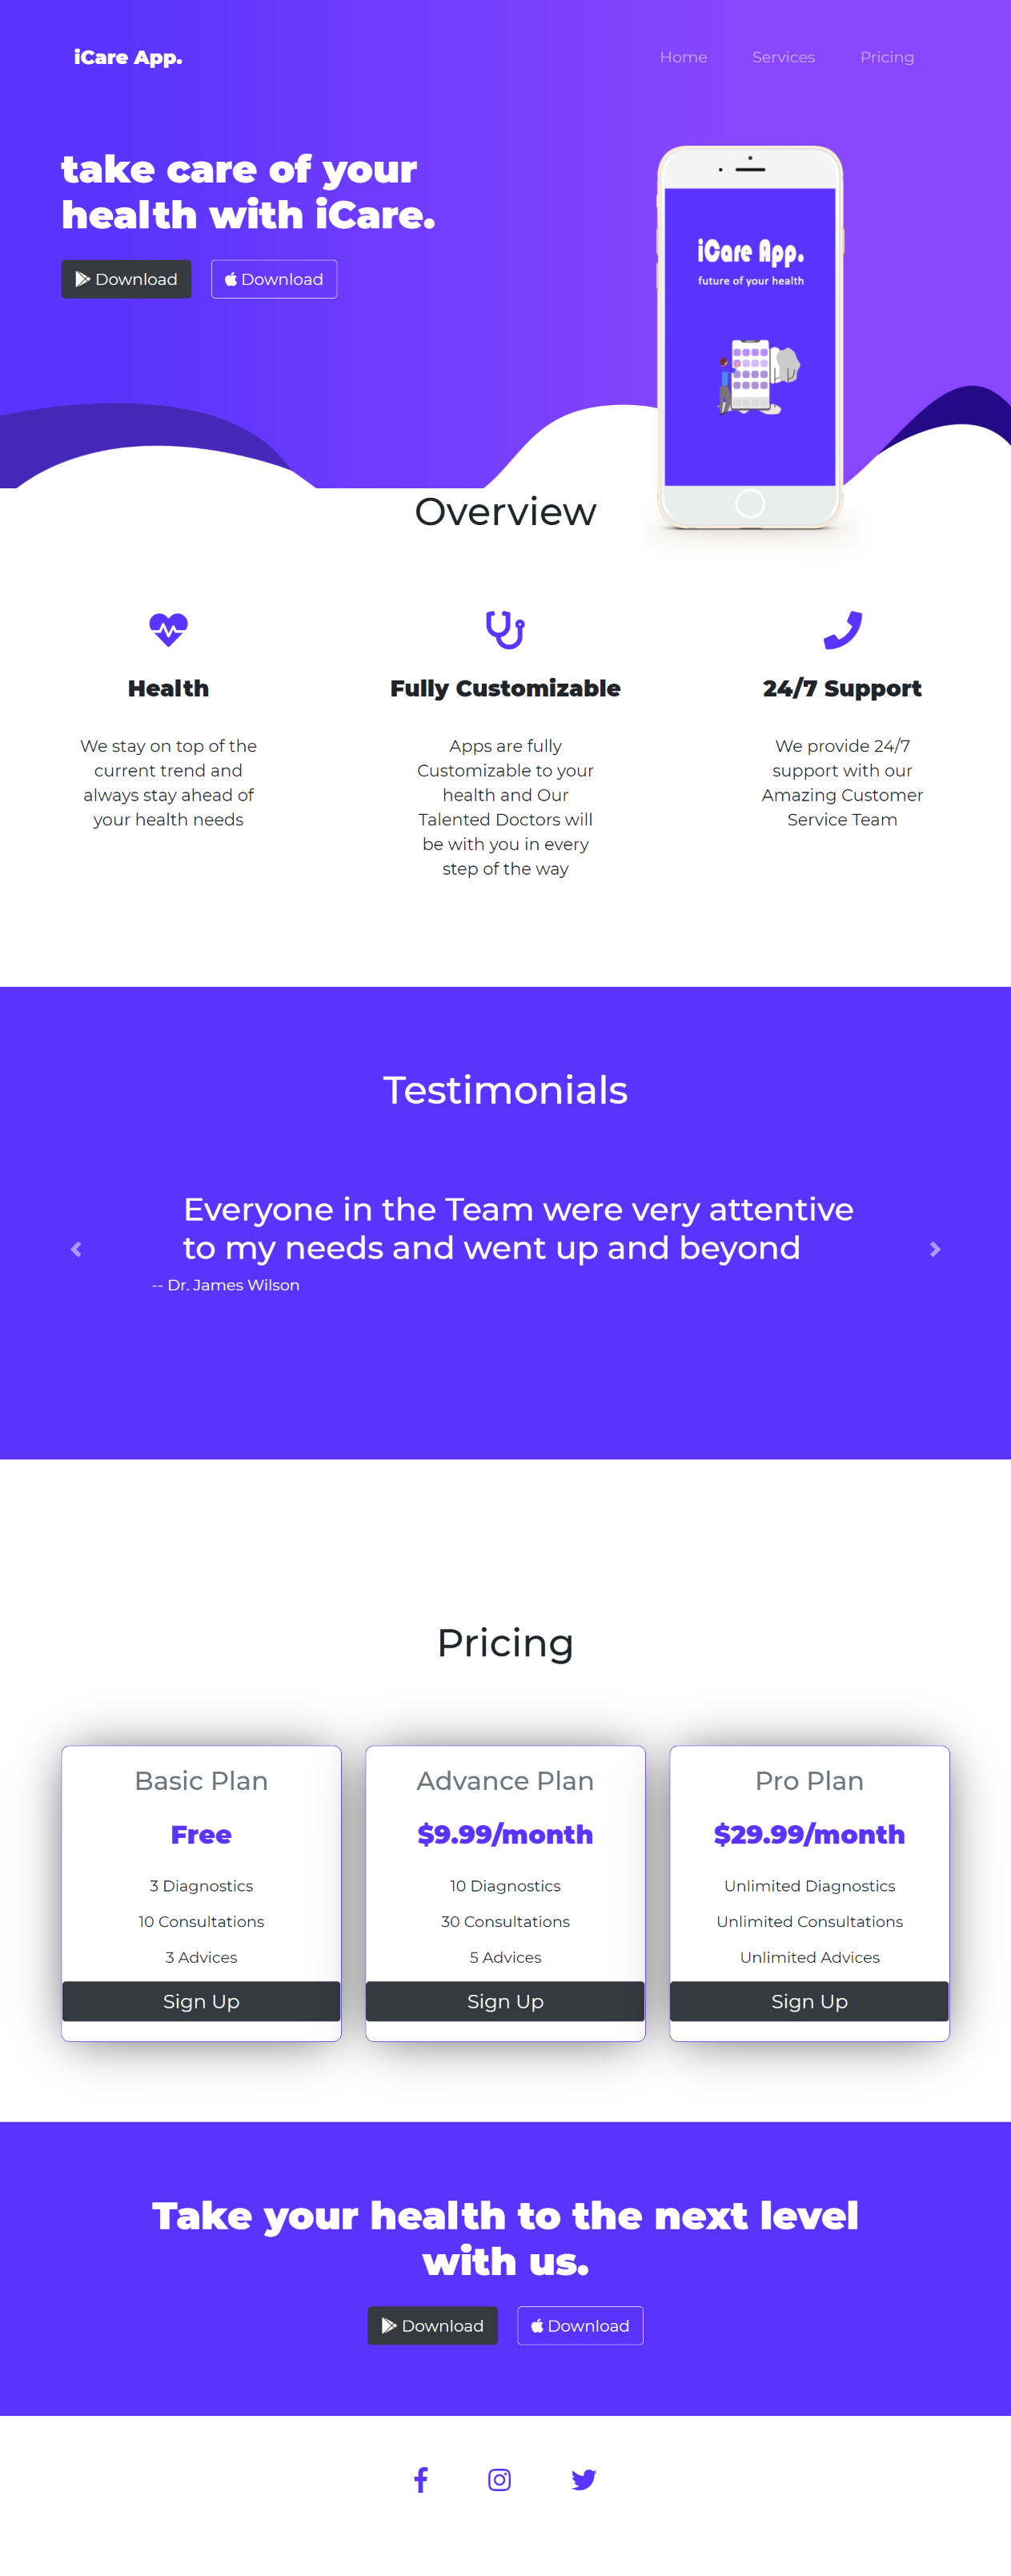 iCare App.
Home Services Pricing
take care of your
health with iCare.
Download Download
iCare App.
future of your health
Overview
Health
We stay on top of the
current trend and
always stay ahead of
your health needs
Fully Customizable
Apps are fully
Customizable to your
health and Our
Talented Doctors will
be with you in every
step of the way
24/7 Support
We provide 24/7
support with our
Amazing Customer
Service Team
Testimonials
Everyone in the Team were very attentive
to my needs and went up and beyond
-- Dr. James Wilson
Pricing
Basic Plan
Free
3 Diagnostics
10 Consultations
3 Advices
Sign Up
Advance Plan
$9.99/month
10 Diagnostics
30 Consultations
5 Advices
Sign Up
Pro Plan
$29.99/month
Unlimited Diagnostics
Unlimited Consultations
Unlimited Advices
Sign Up
Take your health to the next level
with us.
Download Download